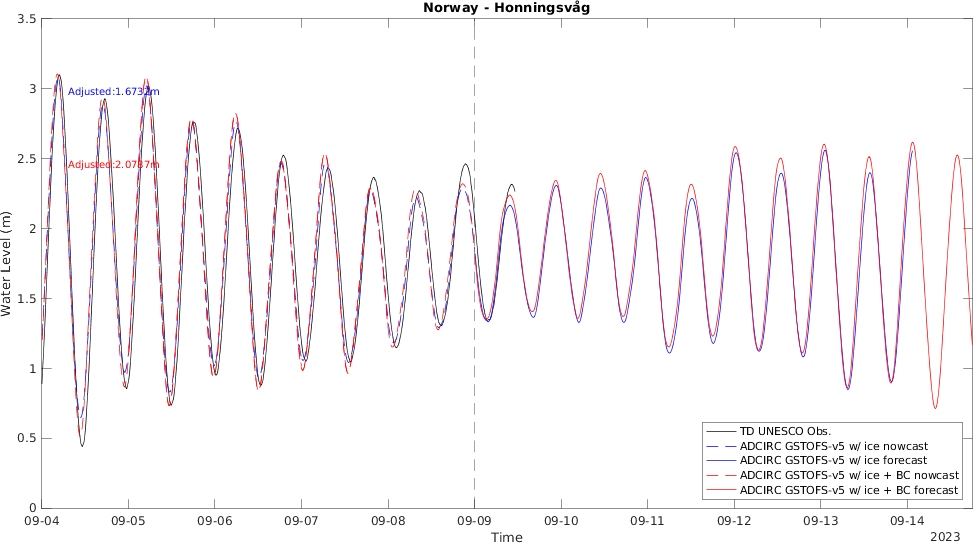 Norway - Honningsvåg
3.5
3
2.5
2
1.5
1
0.5
0
Water Level (m)
Adjusted:1.6732m
Adjusted:2.0737m
TD UNESCO Obs.
ADCIRC GSTOFS-v5 w/ ice nowcast
ADCIRC GSTOFS-v5 w/ ice forecast
ADCIRC GSTOFS-v5 w/ ice + BC nowcast
ADCIRC GSTOFS-v5 w/ ice + BC forecast
09-04 09-05 09-06 09-07 09-08 09-09 09-10 09-11 09-12 09-13 09-14
Time
2023